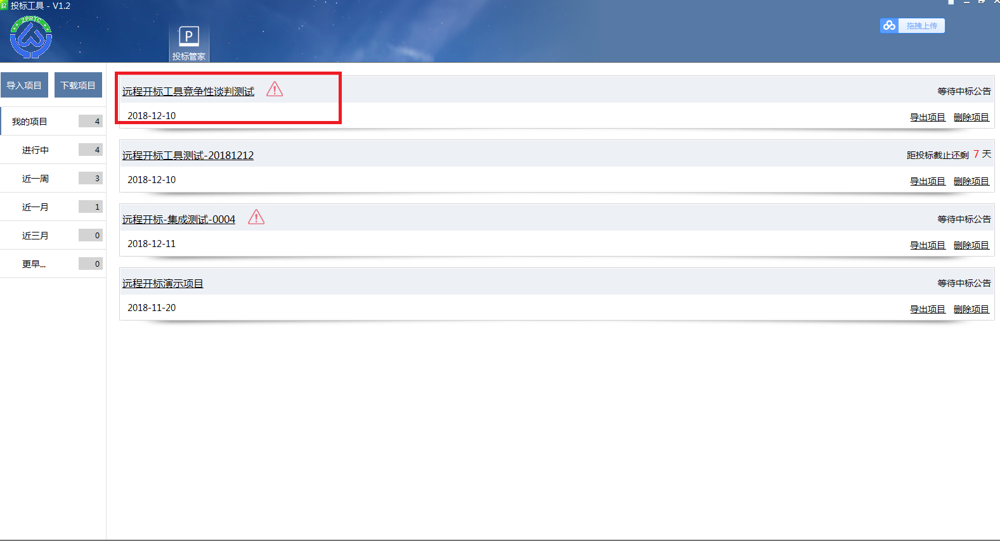 投 投标工具 - V1.2
ZPRTC
P
投标管家
拖拽上传
导入项目 下载项目
我的项目 4
进行中 4
近一周 3
近一月 1
近三月 0
更早... 0
远程开标工具竞争性谈判测试 等待中标公告
2018-12-10 导出项目 删除项目
远程开标工具测试-20181212 距投标截止还剩 7 天
2018-12-10 导出项目 删除项目
远程开标-集成测试-0004 等待中标公告
2018-12-11 导出项目 删除项目
远程开标演示项目 等待中标公告
2018-11-20 导出项目 删除项目